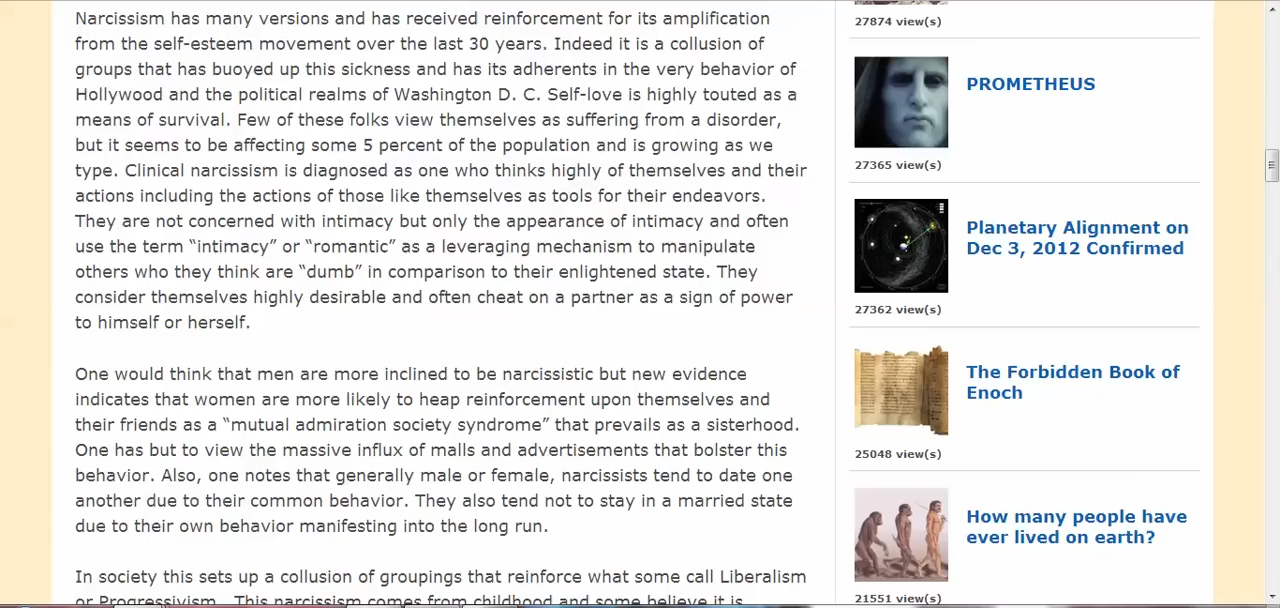 Narcissism has many versions and has received reinforcement for its amplification
from the self-esteem movement over the last 30 years. Indeed it is a collusion of
groups that has buoyed up this sickness and has its adherents in the very behavior of
Hollywood and the political realms of Washington D. C. Self-love is highly touted as a
means of survival. Few of these folks view themselves as suffering from a disorder,
but it seems to be affecting some 5 percent of the population and is growing as we
type. Clinical narcissism is diagnosed as one who thinks highly of themselves and their
actions including the actions of those like themselves as tools for their endeavors.
They are not concerned with intimacy but only the appearance of intimacy and often
use the term “intimacy” or “romantic” as a leveraging mechanism to manipulate
others who they think are “dumb” in comparison to their enlightened state. They
consider themselves highly desirable and often cheat on a partner as a sign of power
to himself or herself.
One would think that men are more inclined to be narcissistic but new evidence
indicates that women are more likely to heap reinforcement upon themselves and
their friends as a “mutual admiration society syndrome” that prevails as a sisterhood.
One has but to view the massive influx of malls and advertisements that bolster this
behavior. Also, one notes that generally male or female, narcissists tend to date one
another due to their common behavior. They also tend not to stay in a married state
due to their own behavior manifesting into the long run.
In society this sets up a collusion of groupings that reinforce what some call Liberalism
or Progressivism. This narcissism comes from childhood and some believe it is
27874 view(s)
PROMETHEUS
27365 view(s)
Planetary Alignment on
Dec 3, 2012 Confirmed
27362 view(s)
The Forbidden Book of
Enoch
25048 view(s)
How many people have
ever lived on earth?
21551 view(s)